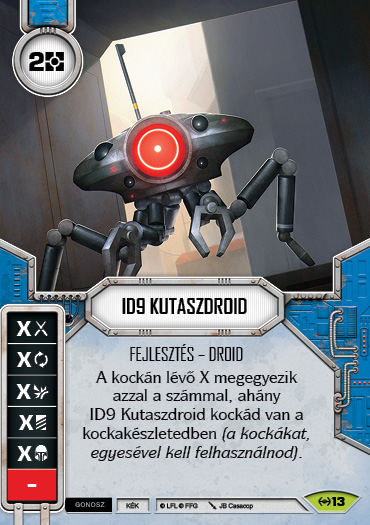 2
ID9 KUTASZDROID
FEJLESZTÉS – DROID
A kockán lévő X megegyezik
azzal a számmal, ahány
ID9 Kutaszdroid kockád van a
kockakészletedben (a kockákat,
egyesével kell felhasználnod).
X
X
X
X
X
–
GONOSZ
KÉK
© LFL © FFG
JB Casacop
13